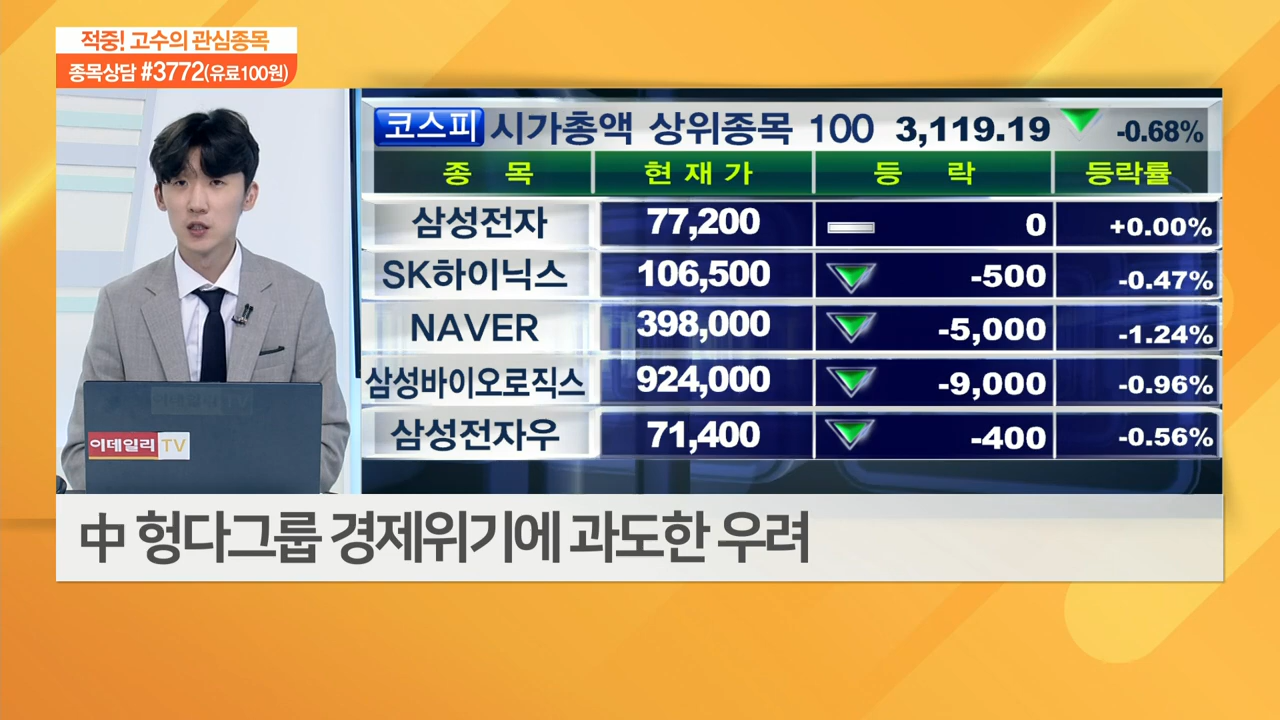 적중! 고수의 관심종목
종목상담 #3772(유료100원)
코스피 시가총액 상위종목 100 3,119.19 -0.68%
종 목 현 재 가 등 락 등락률
삼성전자 77,200 0 +0.00%
SK하이닉스 106,500 -500 -0.47%
NAVER 398,000 -5,000 -1.24%
삼성바이오로직스 924,000 -9,000 -0.96%
삼성전자우 71,400 -400 -0.56%
이데일리 TV
中 헝다그룹 경제위기에 과도한 우려